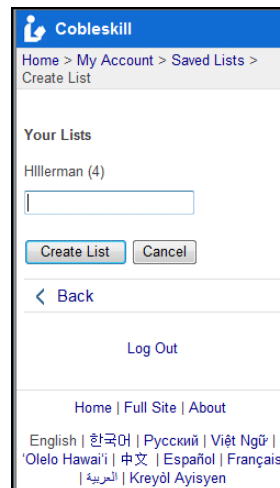 Cobleskill
Home > My Account > Saved Lists >
Create List
Your Lists
HIllerman (4)
Create List Cancel
Back
Log Out
Home | Full Site | About
English | 한국어 | Русский | Việt Ngữ |
'Olelo Hawai'i | 中文 | Español | Français
| العربية | Kreyòl Ayisyen